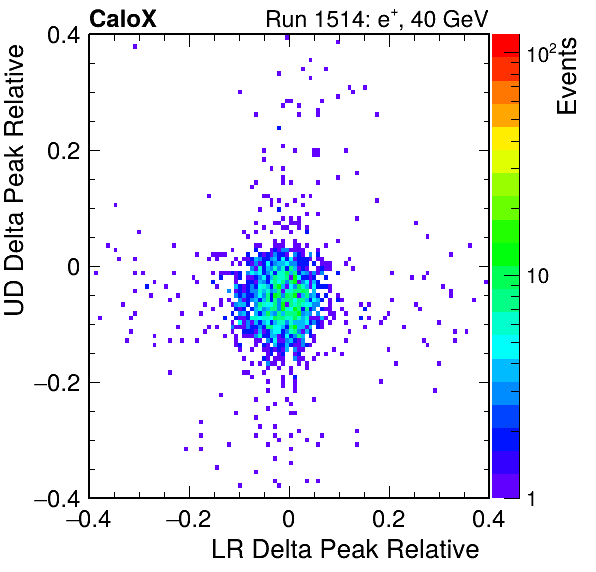 CaloX Run 1514: e+, 40 GeV
UD Delta Peak Relative
0.4
0.2
0
−0.2
−0.4
−0.4 −0.2 0 0.2 0.4
LR Delta Peak Relative
Events
10²
10
1